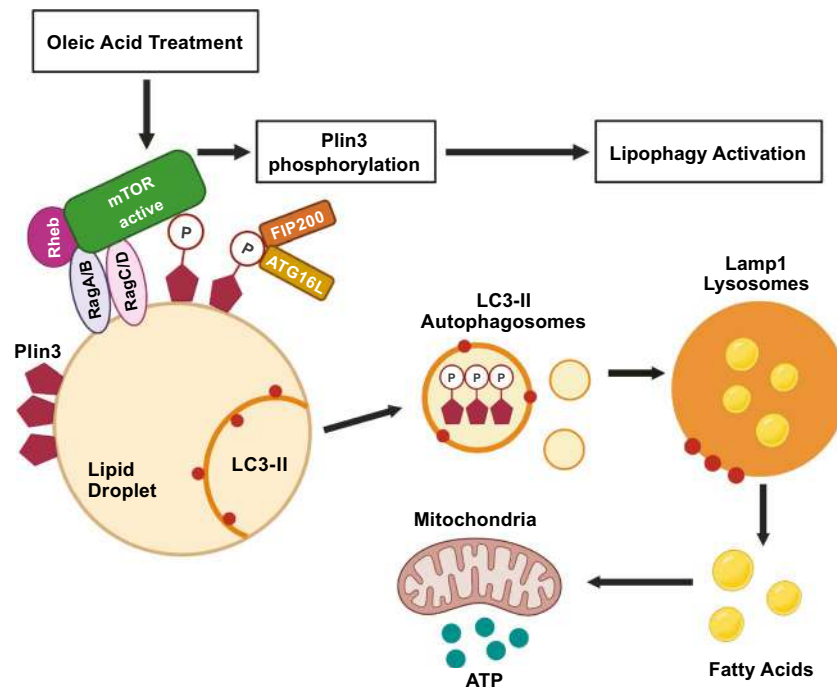 Oleic Acid Treatment
Plin3
phosphorylation
Lipophagy Activation
mTOR
active
Rheb
RagA/B
RagC/D
P
P
FIP200
ATG16L
Plin3
Lipid
Droplet
LC3-II
LC3-II
Autophagosomes
P P P
Lamp1
Lysosomes
Mitochondria
ATP
Fatty Acids